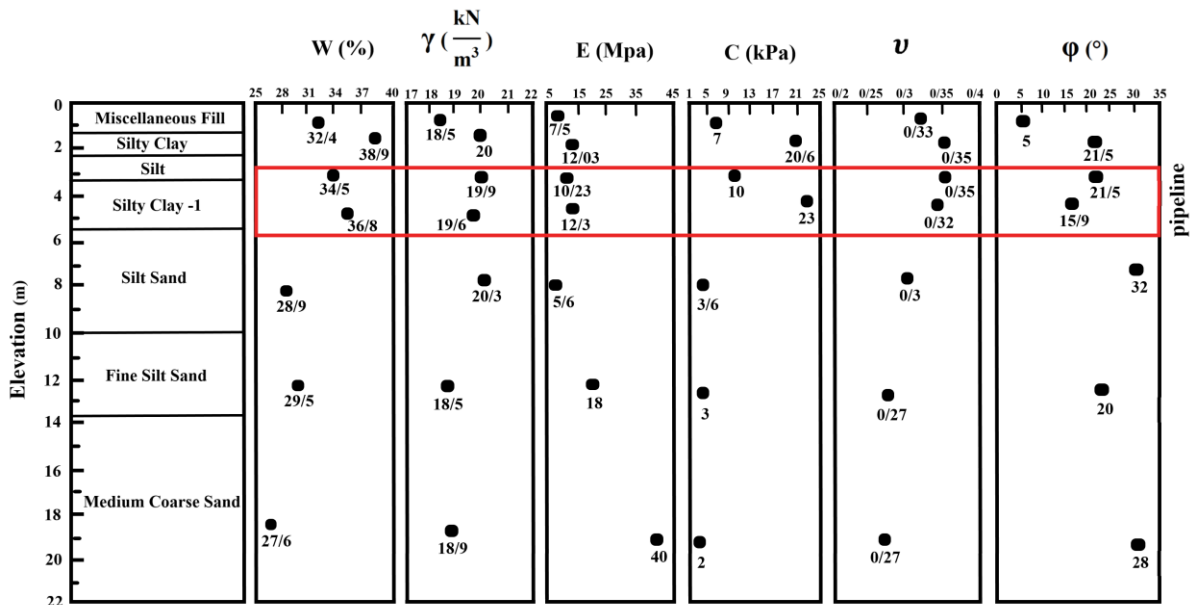 W (%)
γ (kN/m³)
E (Mpa)
C (kPa)
υ
φ (°)
25 28 31 34 37 40
17 18 19 20 21 22
5 15 25 35 45
1 5 9 13 17 21 25
0/2 0/25 0/3 0/35 0/4
0 5 10 15 20 25 30 35
Elevation (m)
0
2
4
6
8
10
12
14
16
18
20
22
Miscellaneous Fill
32/4 18/5 7/5 7 0/33 5
Silty Clay
38/9 20 12/03 20/6 0/35 21/5
Silt
34/5 19/9 10/23 10 0/35 21/5
Silty Clay -1
36/8 19/6 12/3 23 0/32 15/9
Silt Sand
28/9 20/3 5/6 3/6 0/3 32
Fine Silt Sand
29/5 18/5 18 3 0/27 20
Medium Coarse Sand
27/6 18/9 40 2 0/27 28
pipeline